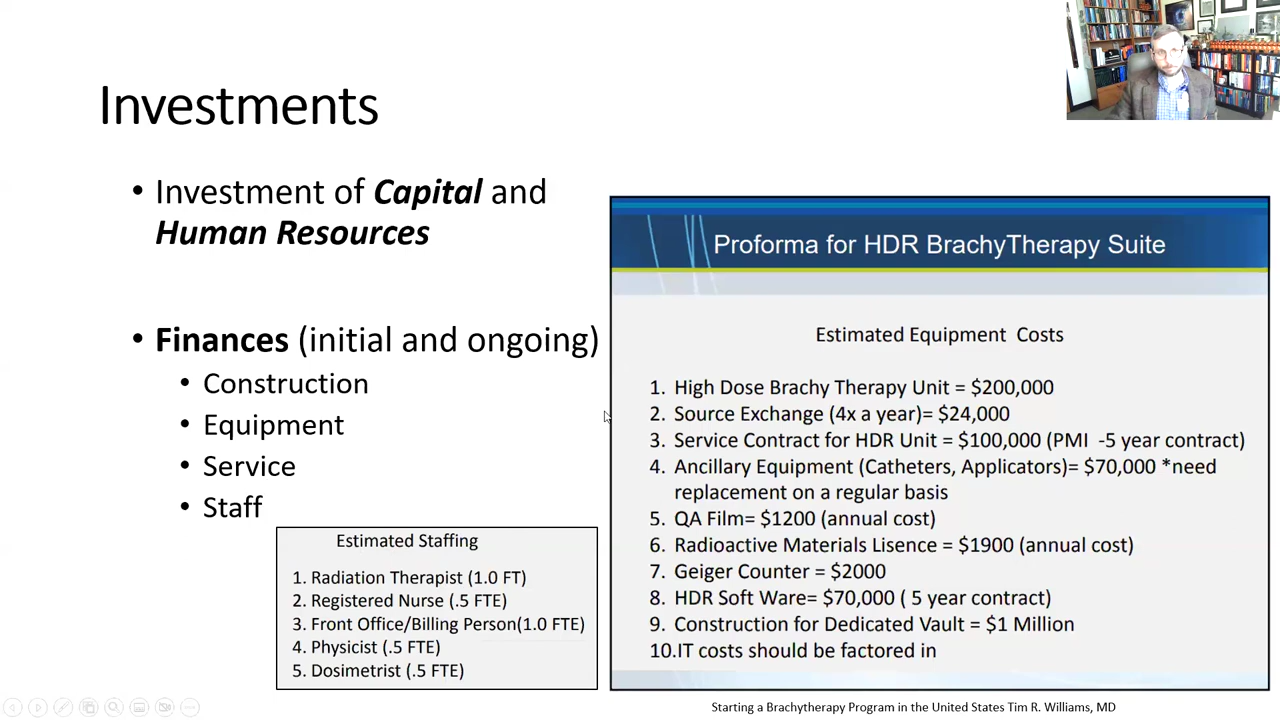 Investments
• Investment of Capital and
Human Resources
• Finances (initial and ongoing)
• Construction
• Equipment
• Service
• Staff
Estimated Staffing
1. Radiation Therapist (1.0 FT)
2. Registered Nurse (.5 FTE)
3. Front Office/Billing Person(1.0 FTE)
4. Physicist (.5 FTE)
5. Dosimetrist (.5 FTE)
Proforma for HDR BrachyTherapy Suite
Estimated Equipment Costs
1. High Dose Brachy Therapy Unit = $200,000
2. Source Exchange (4x a year)= $24,000
3. Service Contract for HDR Unit = $100,000 (PMI -5 year contract)
4. Ancillary Equipment (Catheters, Applicators)= $70,000 *need
replacement on a regular basis
5. QA Film= $1200 (annual cost)
6. Radioactive Materials Lisence = $1900 (annual cost)
7. Geiger Counter = $2000
8. HDR Soft Ware= $70,000 ( 5 year contract)
9. Construction for Dedicated Vault = $1 Million
10.IT costs should be factored in
Starting a Brachytherapy Program in the United States Tim R. Williams, MD